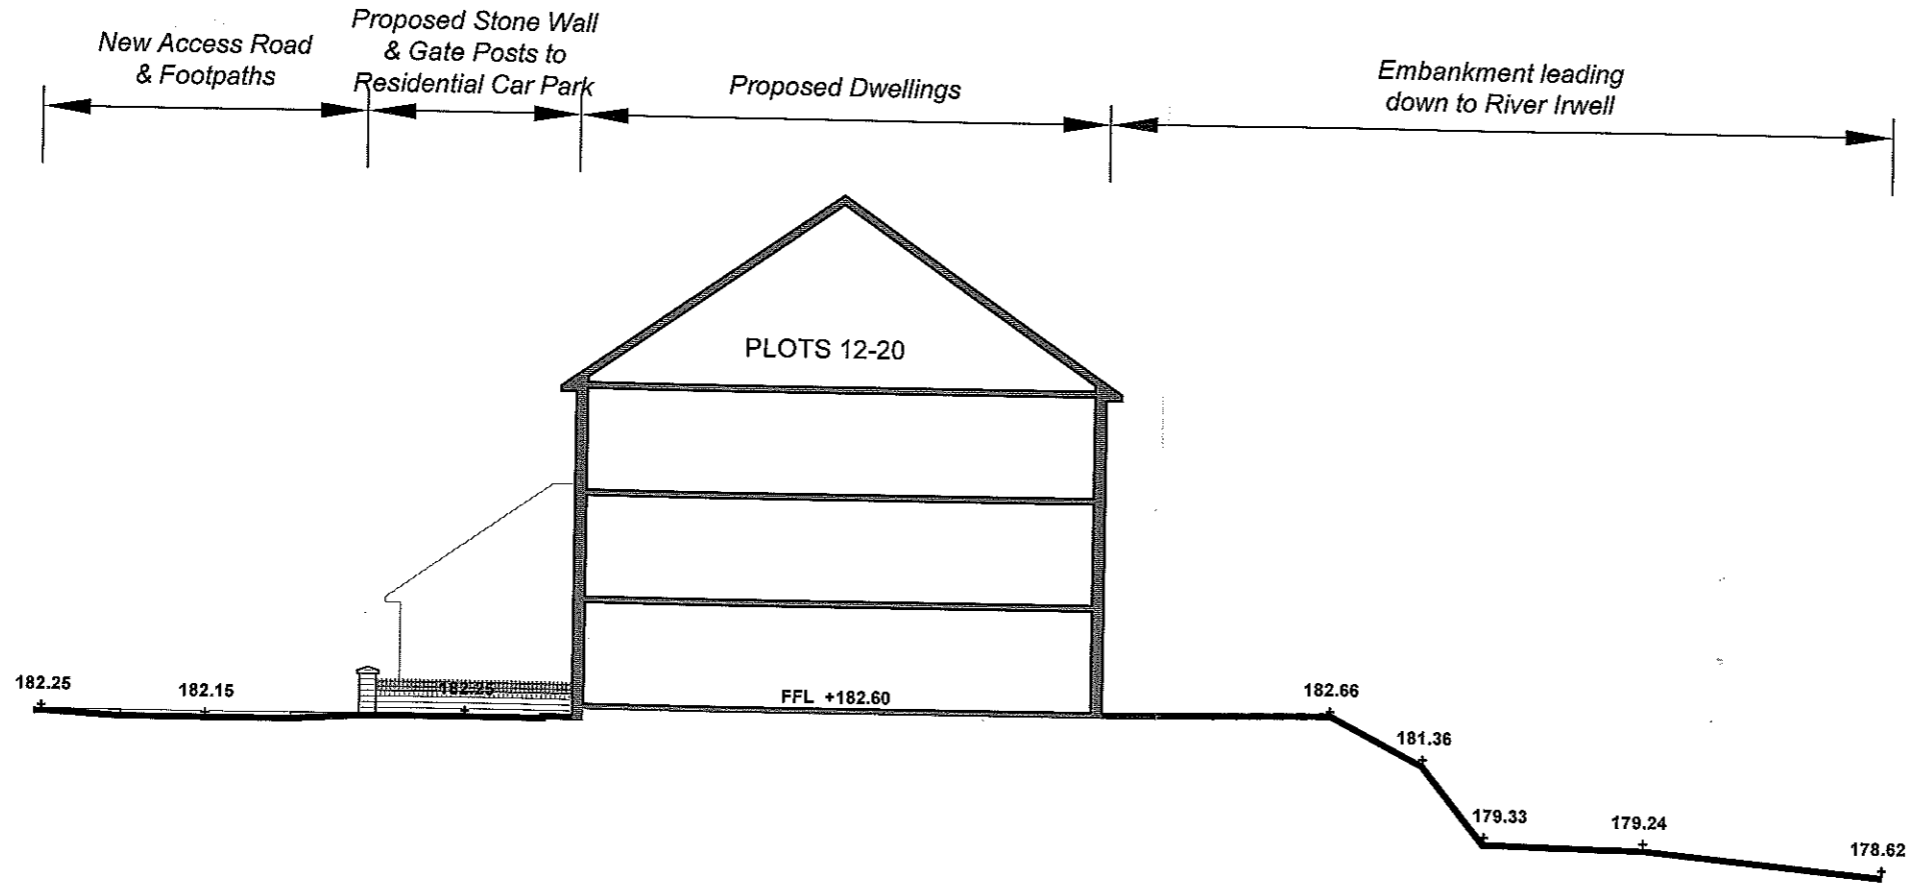 New Access Road
& Footpaths
Proposed Stone Wall
& Gate Posts to
Residential Car Park
Proposed Dwellings
Embankment leading
down to River Irwell
PLOTS 12-20
182.25
182.15
182.25
FFL +182.60
182.66
181.36
179.33
179.24
178.62